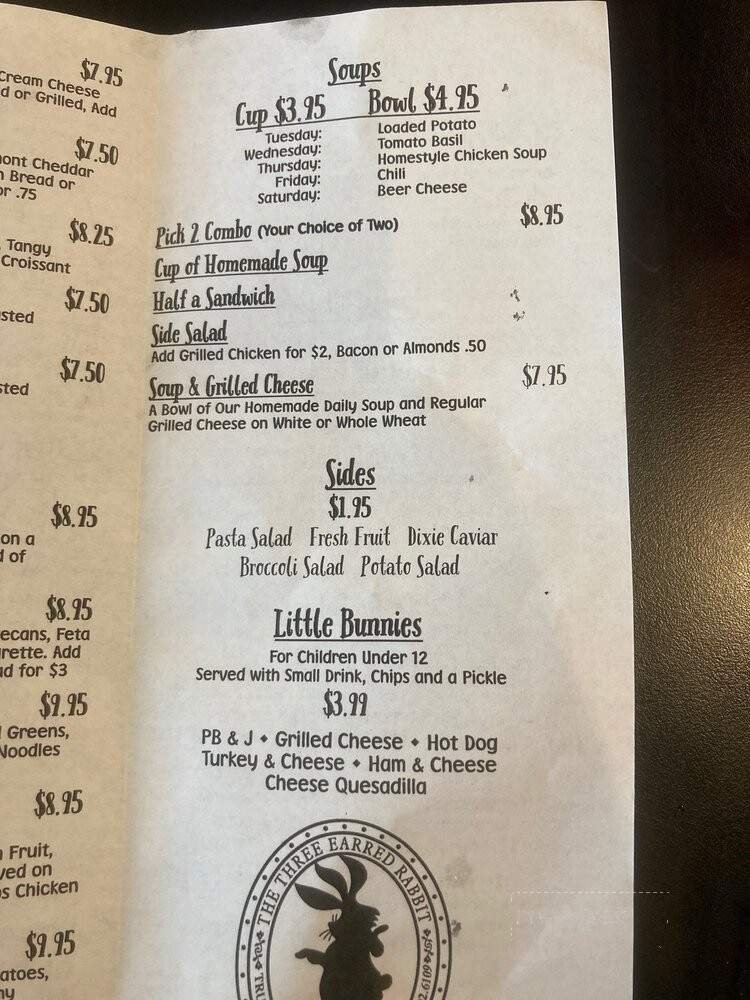 $7.95
Cream Cheese
d or Grilled, Add
$7.50
mont Cheddar
Bread or
or .75
$8.25
Tangy
Croissant
$7.50
sted
$7.50
sted
$8.95
on a
d of
$8.95
ecans, Feta
rette. Add
ad for $3
$9.95
Greens,
Noodles
$8.95
Fruit,
ved on
s Chicken
$9.95
atoes,
ny
Soups
Cup $3.95 Bowl $4.95
Tuesday: Loaded Potato
Wednesday: Tomato Basil
Thursday: Homestyle Chicken Soup
Friday: Chili
Saturday: Beer Cheese
Pick 2 Combo (Your Choice of Two) $8.95
Cup of Homemade Soup
Half a Sandwich
Side Salad
Add Grilled Chicken for $2, Bacon or Almonds .50
Soup & Grilled Cheese $7.95
A Bowl of Our Homemade Daily Soup and Regular
Grilled Cheese on White or Whole Wheat
Sides
$1.95
Pasta Salad Fresh Fruit Dixie Caviar
Broccoli Salad Potato Salad
Little Bunnies
For Children Under 12
Served with Small Drink, Chips and a Pickle
$3.99
PB & J • Grilled Cheese • Hot Dog
Turkey & Cheese • Ham & Cheese
Cheese Quesadilla
THE THREE EARRED RABBIT
TRU
2.6109